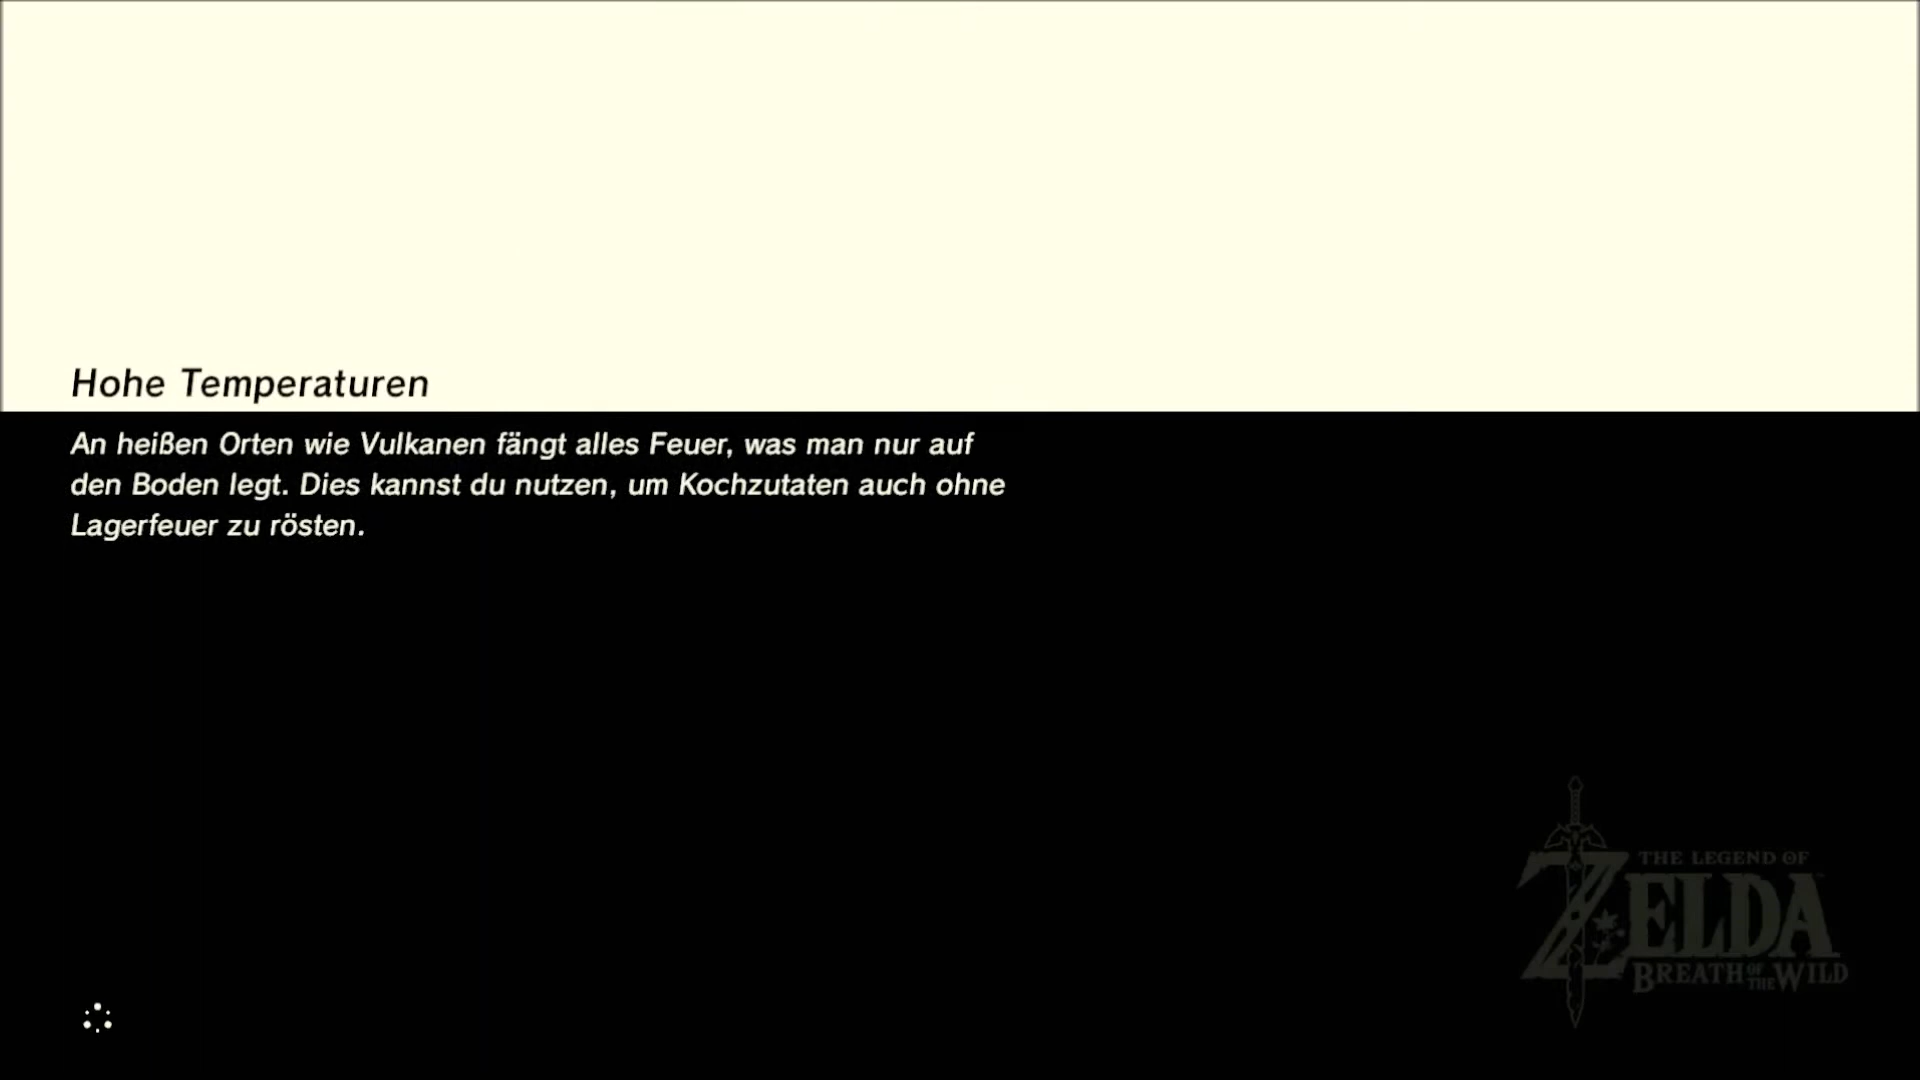 Hohe Temperaturen
An heißen Orten wie Vulkanen fängt alles Feuer, was man nur auf
den Boden legt. Dies kannst du nutzen, um Kochzutaten auch ohne
Lagerfeuer zu rösten.
THE LEGEND OF
ZELDA
BREATH OF THE WILD